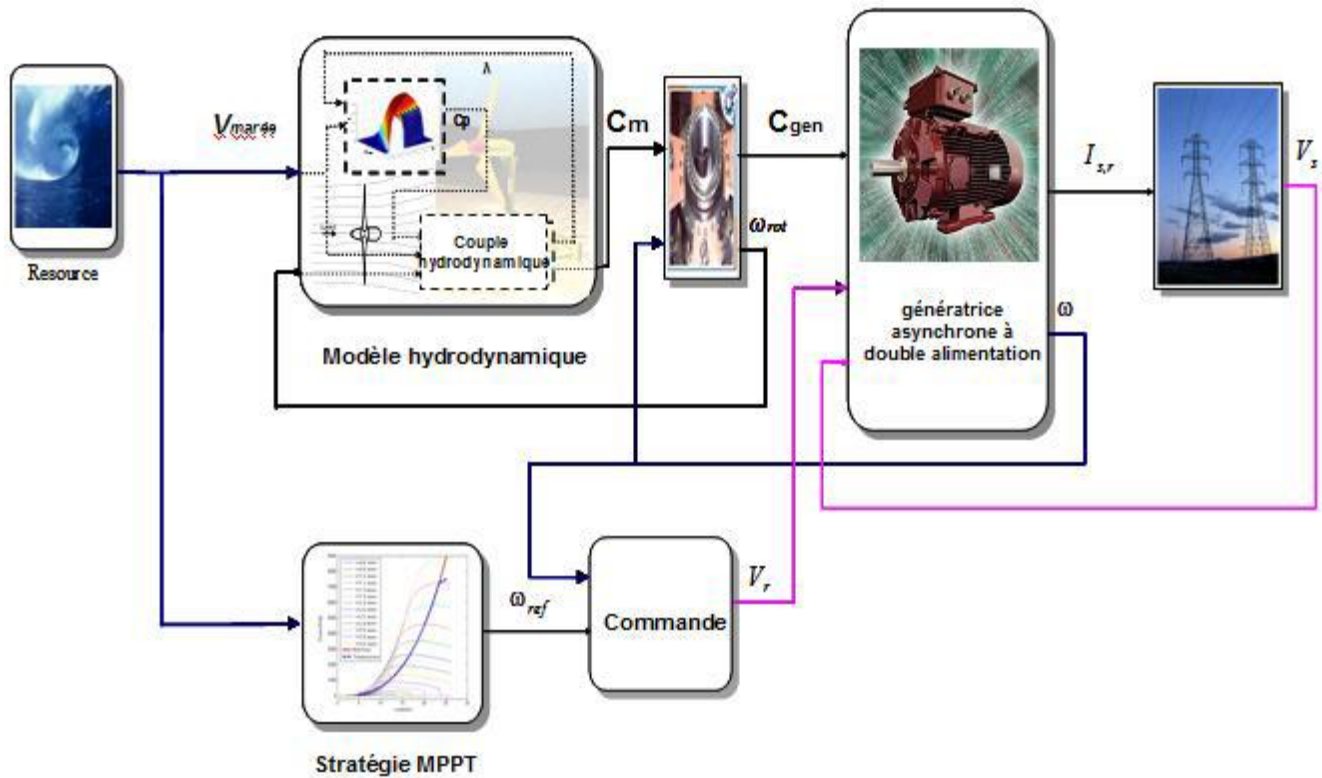 Vmarée
Resource
λ
Cp
Couple
hydrodynamique
Modèle hydrodynamique
Cm
Cgen
ωrot
génératrice
asynchrone à
double alimentation
Is,r
Vs
ω
ωref
Commande
Vr
Stratégie MPPT